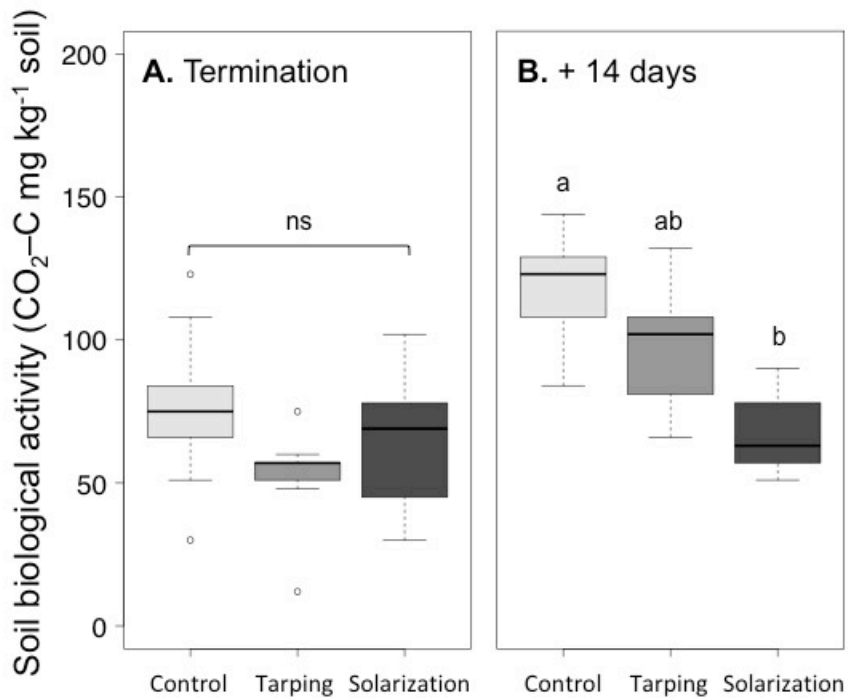 Soil biological activity (CO₂–C mg kg⁻¹ soil)
200
150
100
50
0
A. Termination
ns
Control Tarping Solarization
B. + 14 days
a
ab
b
Control Tarping Solarization